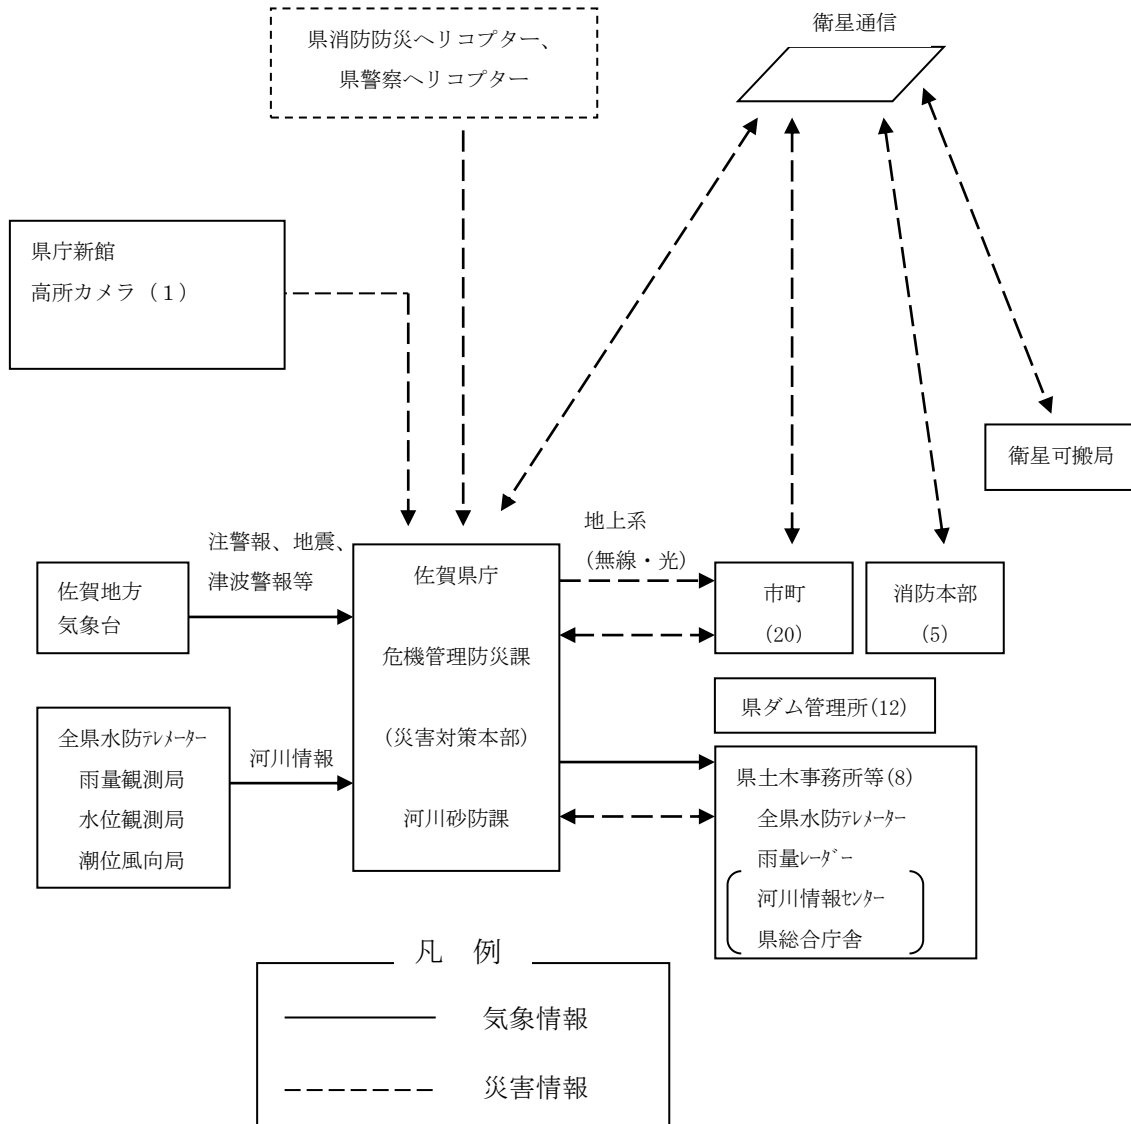 衛星通信
県消防防災ヘリコプター、
県警察ヘリコプター
県庁新館
高所カメラ（１）
衛星可搬局
地上系
(無線・光)
注警報、地震、
津波警報等
佐賀地方
気象台
佐賀県庁
危機管理防災課
(災害対策本部)
河川砂防課
市町
(20)
消防本部
(5)
県ダム管理所(12)
全県水防ﾃﾚﾒｰﾀｰ
雨量観測局
水位観測局
潮位風向局
河川情報
県土木事務所等(8)
全県水防ﾃﾚﾒｰﾀｰ
雨量ﾚｰﾀﾞｰ
河川情報ｾﾝﾀｰ
県総合庁舎
凡　例
気象情報
災害情報